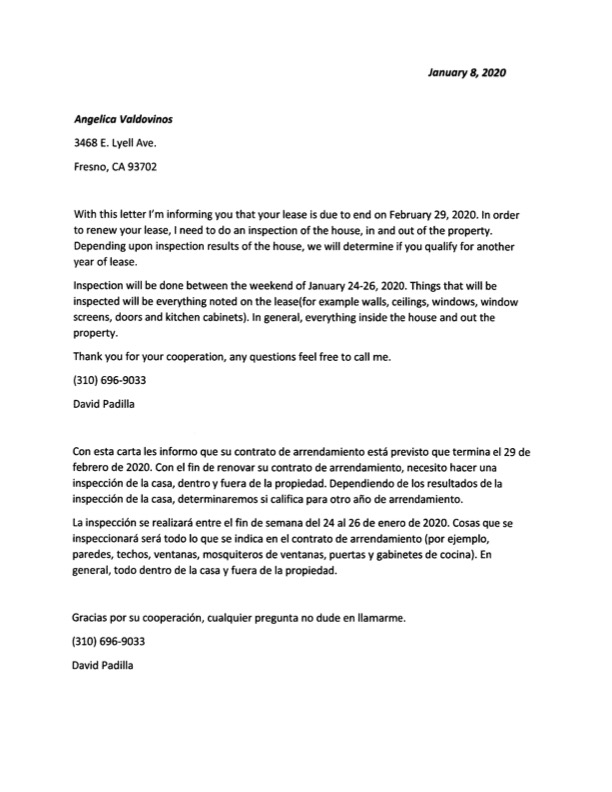 January 8, 2020
Angelica Valdovinos
3468 E. Lyell Ave.
Fresno, CA 93702
With this letter I'm informing you that your lease is due to end on February 29, 2020. In order
to renew your lease, I need to do an inspection of the house, in and out of the property.
Depending upon inspection results of the house, we will determine if you qualify for another
year of lease.
Inspection will be done between the weekend of January 24-26, 2020. Things that will be
inspected will be everything noted on the lease(for example walls, ceilings, windows, window
screens, doors and kitchen cabinets). In general, everything inside the house and out the
property.
Thank you for your cooperation, any questions feel free to call me.
(310) 696-9033
David Padilla
Con esta carta les informo que su contrato de arrendamiento está previsto que termina el 29 de
febrero de 2020. Con el fin de renovar su contrato de arrendamiento, necesito hacer una
inspección de la casa, dentro y fuera de la propiedad. Dependiendo de los resultados de la
inspección de la casa, determinaremos si califica para otro año de arrendamiento.
La inspección se realizará entre el fin de semana del 24 al 26 de enero de 2020. Cosas que se
inspeccionará será todo lo que se indica en el contrato de arrendamiento (por ejemplo,
paredes, techos, ventanas, mosquiteros de ventanas, puertas y gabinetes de cocina). En
general, todo dentro de la casa y fuera de la propiedad.
Gracias por su cooperación, cualquier pregunta no dude en llamarme.
(310) 696-9033
David Padilla